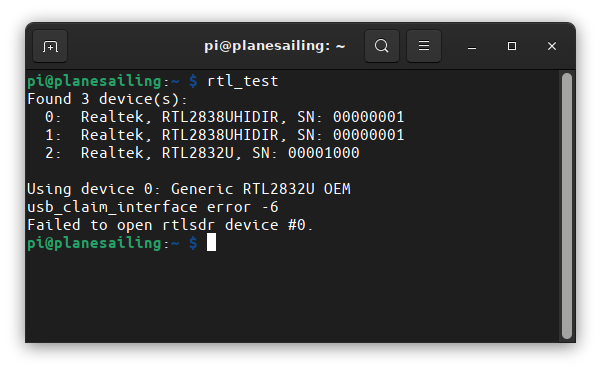 pi@planesailing: ~
pi@planesailing:~ $ rtl_test
Found 3 device(s):
  0:  Realtek, RTL2838UHIDIR, SN: 00000001
  1:  Realtek, RTL2838UHIDIR, SN: 00000001
  2:  Realtek, RTL2832U, SN: 00001000

Using device 0: Generic RTL2832U OEM
usb_claim_interface error -6
Failed to open rtlsdr device #0.
pi@planesailing:~ $